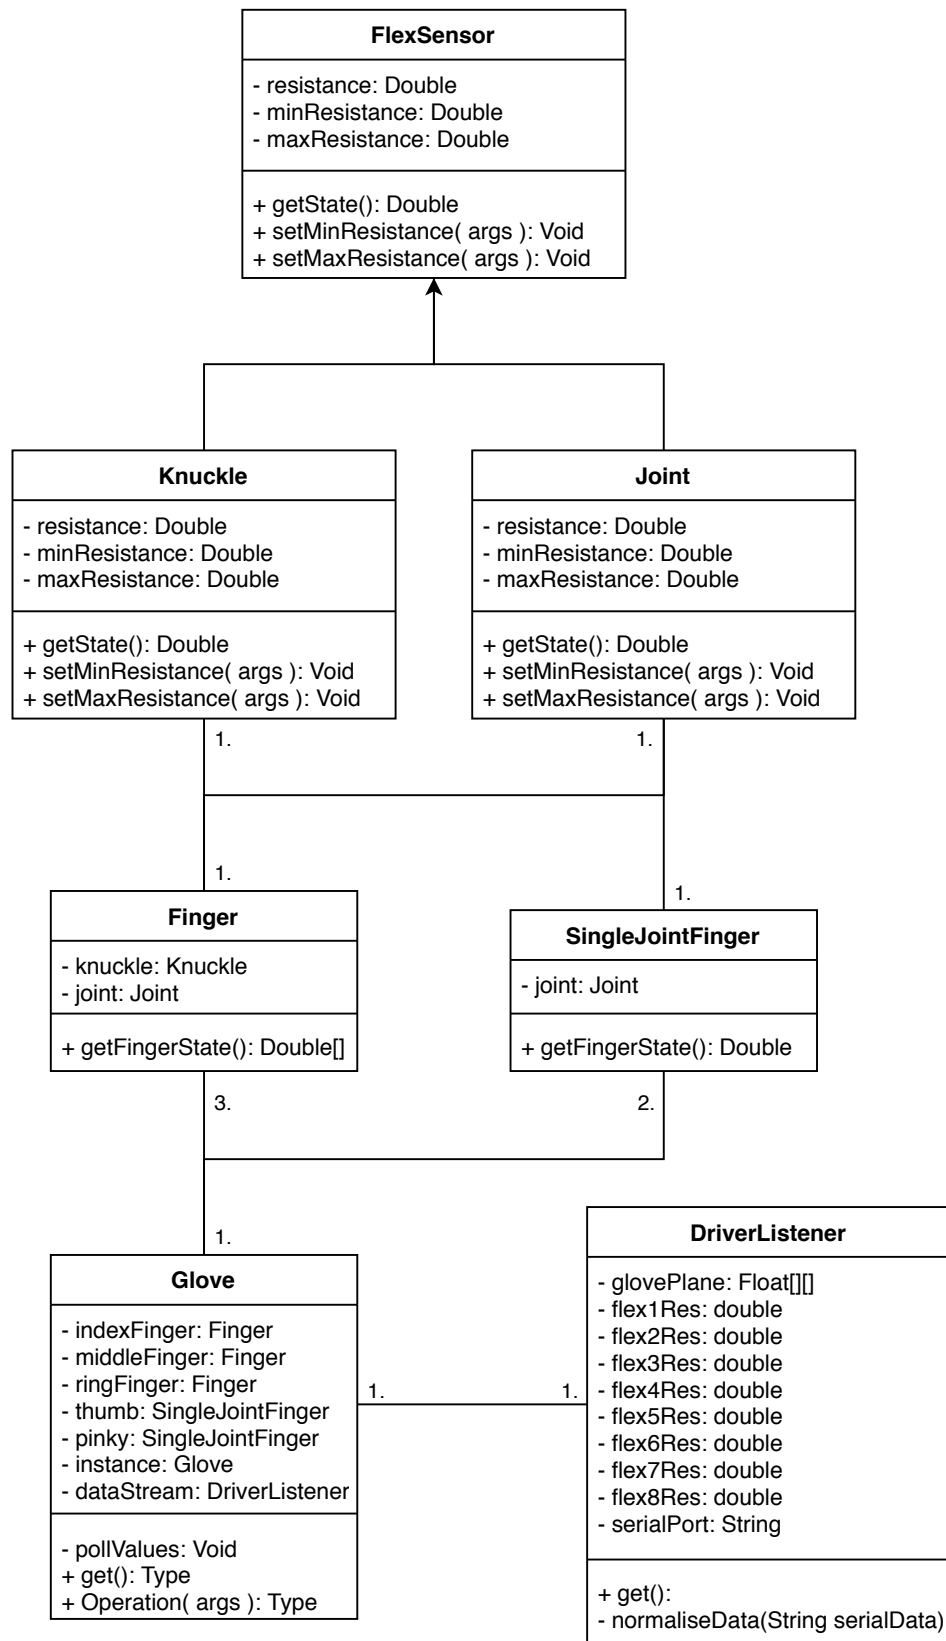 FlexSensor
- resistance: Double
- minResistance: Double
- maxResistance: Double
+ getState(): Double
+ setMinResistance( args ): Void
+ setMaxResistance( args ): Void
Knuckle
- resistance: Double
- minResistance: Double
- maxResistance: Double
+ getState(): Double
+ setMinResistance( args ): Void
+ setMaxResistance( args ): Void
1.
Joint
- resistance: Double
- minResistance: Double
- maxResistance: Double
+ getState(): Double
+ setMinResistance( args ): Void
+ setMaxResistance( args ): Void
1.
1.
Finger
- knuckle: Knuckle
- joint: Joint
+ getFingerState(): Double[]
3.
1.
SingleJointFinger
- joint: Joint
+ getFingerState(): Double
2.
1.
Glove
- indexFinger: Finger
- middleFinger: Finger
- ringFinger: Finger
- thumb: SingleJointFinger
- pinky: SingleJointFinger
- instance: Glove
- dataStream: DriverListener
- pollValues: Void
+ get(): Type
+ Operation( args ): Type
1.
1.
DriverListener
- glovePlane: Float[][]
- flex1Res: double
- flex2Res: double
- flex3Res: double
- flex4Res: double
- flex5Res: double
- flex6Res: double
- flex7Res: double
- flex8Res: double
- serialPort: String
+ get():
- normaliseData(String serialData)